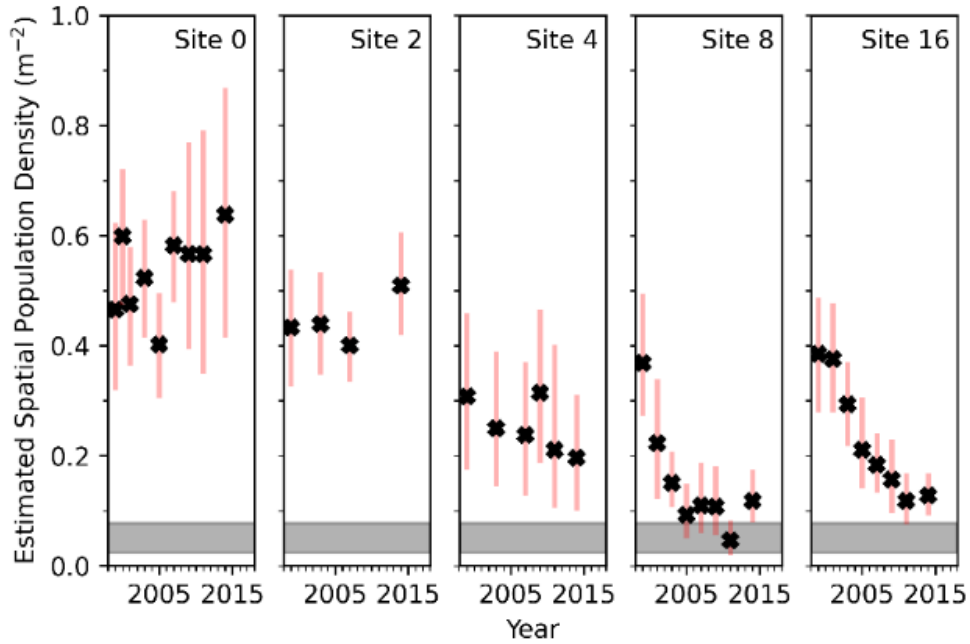 Estimated Spatial Population Density (m⁻²)
1.0
0.8
0.6
0.4
0.2
0.0
Site 0
Site 2
Site 4
Site 8
Site 16
2005 2015
2005 2015
2005 2015
2005 2015
2005 2015
Year